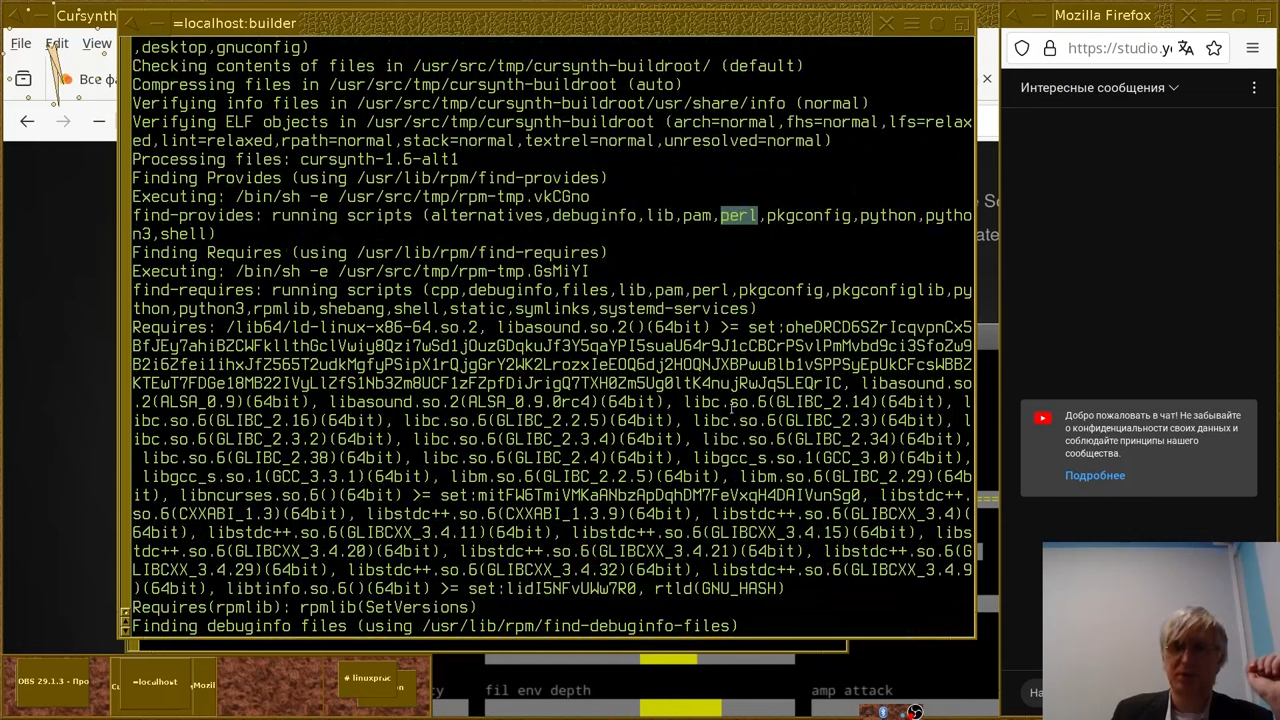 Cursynth
=localhost:builder
Mozilla Firefox
File Edit View
https://studio.y
Все фа
Интересные сообщения
,desktop,gnuconfig)
Checking contents of files in /usr/src/tmp/cursynth-buildroot/ (default)
Compressing files in /usr/src/tmp/cursynth-buildroot (auto)
Verifying info files in /usr/src/tmp/cursynth-buildroot/usr/share/info (normal)
Verifying ELF objects in /usr/src/tmp/cursynth-buildroot (arch=normal,fhs=normal,lfs=relax
ed,lint=relaxed,rpath=normal,stack=normal,textrel=normal,unresolved=normal)
Processing files: cursynth-1.6-alt1
Finding Provides (using /usr/lib/rpm/find-provides)
Executing: /bin/sh -e /usr/src/tmp/rpm-tmp.vkCGno
find-provides: running scripts (alternatives,debuginfo,lib,pam,perl,pkgconfig,python,pytho
n3,shell)
Finding Requires (using /usr/lib/rpm/find-requires)
Executing: /bin/sh -e /usr/src/tmp/rpm-tmp.GsMiYI
find-requires: running scripts (cpp,debuginfo,files,lib,pam,perl,pkgconfig,pkgconfiglib,py
thon,python3,rpmlib,shebang,shell,static,symlinks,systemd-services)
Requires: /lib64/ld-linux-x86-64.so.2, libasound.so.2()(64bit) >= set:oheDRCD6SZrIcqvpnCx5
BfJEy7ahiBZCWFkllthGclVwiy8Qzi7wSd1jOuzGDqkuJf3Y5qaYPI5suaU64r9J1cCBCrPSvlPmMvbd9ci3SfoZw9
B2i6Zfei1ihxJfZ565T2udkMgfyPSipX1rQjgGrY2WK2LrozxIeEOQ6dj2HOQNJXBPwuBlb1vSPPSyEpUkCFcsWBBZ
KTEwT7FDGe18MB22IVyLlZfS1Nb3Zm8UCF1zFZpfDiJrigQ7TXH0Zm5Ug0ltK4nujRwJq5LEQrIC, libasound.so
.2(ALSA_0.9)(64bit), libasound.so.2(ALSA_0.9.0rc4)(64bit), libc.so.6(GLIBC_2.14)(64bit), l
ibc.so.6(GLIBC_2.16)(64bit), libc.so.6(GLIBC_2.2.5)(64bit), libc.so.6(GLIBC_2.3)(64bit), l
ibc.so.6(GLIBC_2.3.2)(64bit), libc.so.6(GLIBC_2.3.4)(64bit), libc.so.6(GLIBC_2.34)(64bit),
libc.so.6(GLIBC_2.38)(64bit), libc.so.6(GLIBC_2.4)(64bit), libgcc_s.so.1(GCC_3.0)(64bit),
libgcc_s.so.1(GCC_3.3.1)(64bit), libm.so.6(GLIBC_2.2.5)(64bit), libm.so.6(GLIBC_2.29)(64b
it), libncurses.so.6()(64bit) >= set:mitFW6TmiVMKaANbzApDqhDM7FeVxqH4DAIVunSg0, libstdc++.
so.6(CXXABI_1.3)(64bit), libstdc++.so.6(CXXABI_1.3.9)(64bit), libstdc++.so.6(GLIBCXX_3.4)(
64bit), libstdc++.so.6(GLIBCXX_3.4.11)(64bit), libstdc++.so.6(GLIBCXX_3.4.15)(64bit), libs
tdc++.so.6(GLIBCXX_3.4.20)(64bit), libstdc++.so.6(GLIBCXX_3.4.21)(64bit), libstdc++.so.6(G
LIBCXX_3.4.29)(64bit), libstdc++.so.6(GLIBCXX_3.4.32)(64bit), libstdc++.so.6(GLIBCXX_3.4.9
)(64bit), libtinfo.so.6()(64bit) >= set:lidI5NFvUWw7R0, rtld(GNU_HASH)
Requires(rpmlib): rpmlib(SetVersions)
Finding debuginfo files (using /usr/lib/rpm/find-debuginfo-files)
Добро пожаловать в чат! Не забывайте
о конфиденциальности своих данных и
соблюдайте принципы нашего
сообщества.
Подробнее
OBS 29.1.3 - Про
=localhost
# linuxprac
fil env depth
amp attack